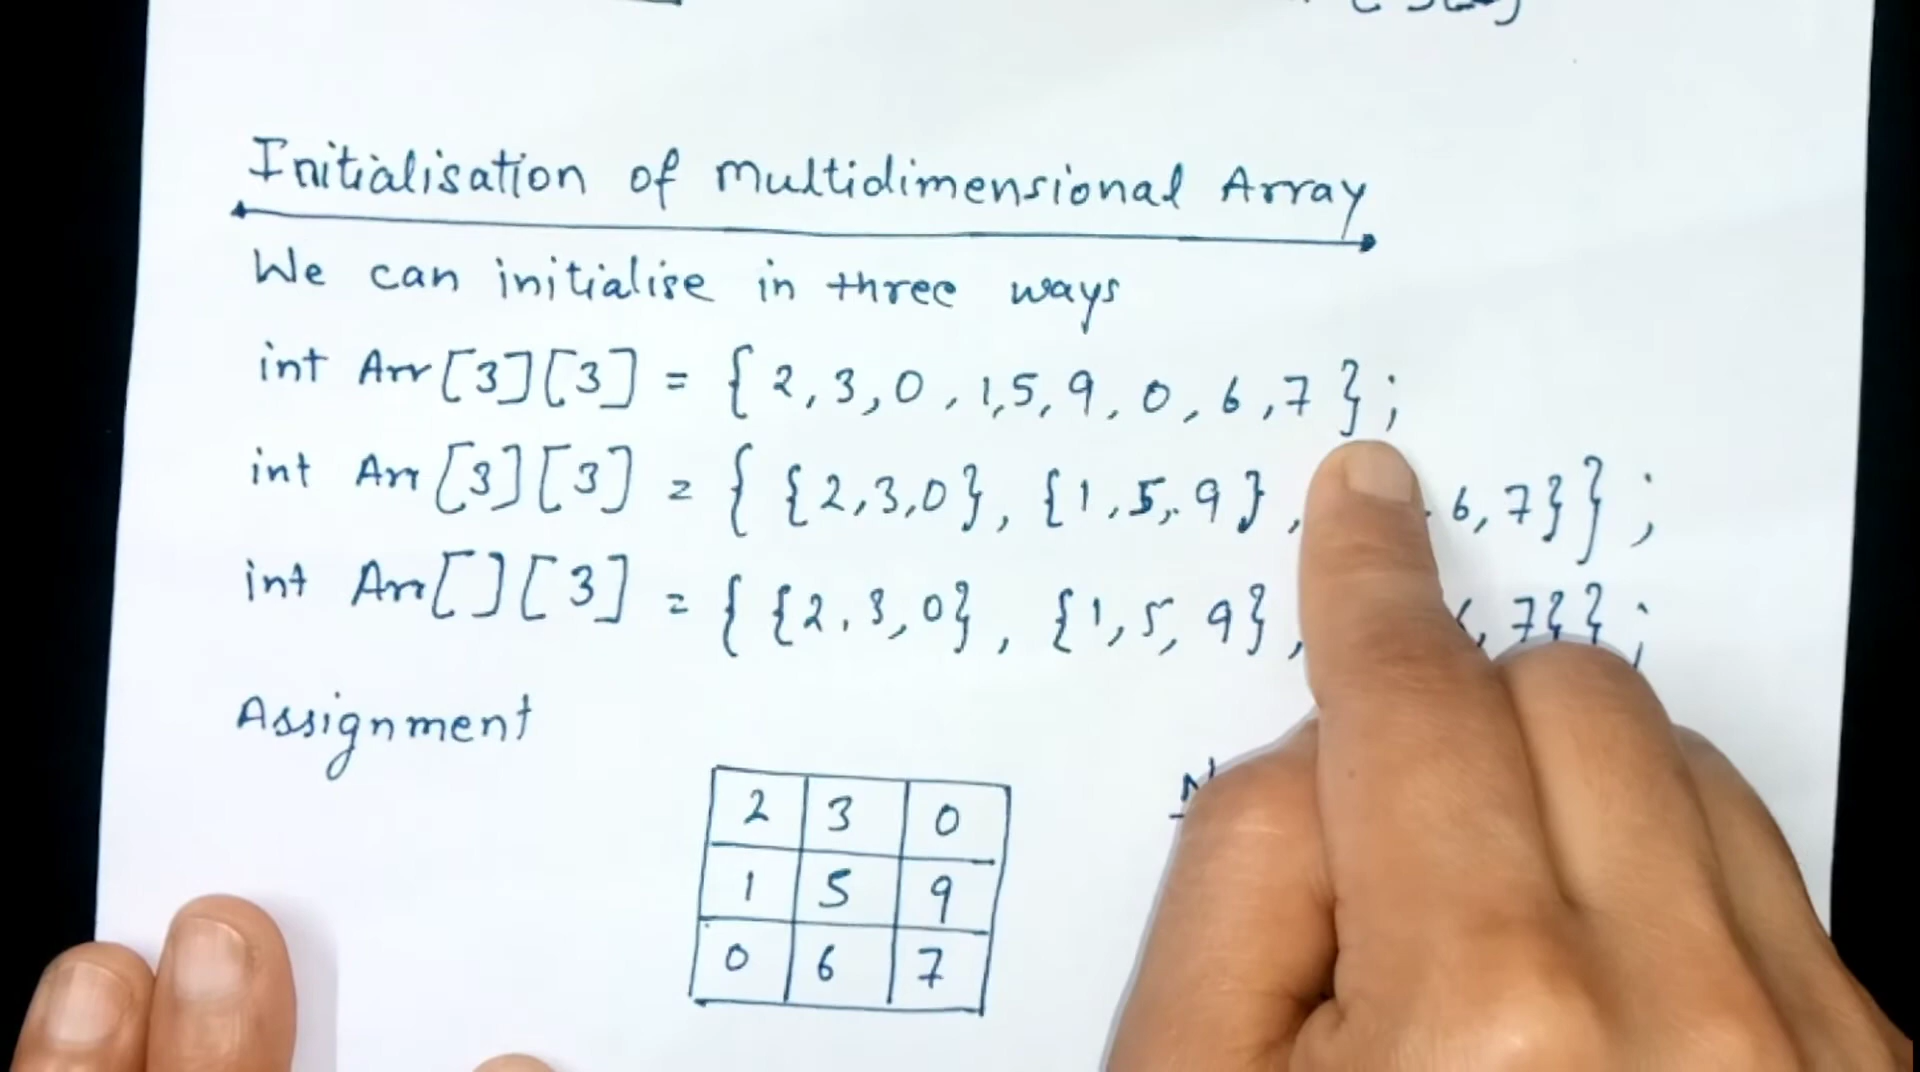 Initialisation of multidimensional Array
We can initialise in three ways
int Arr[3][3] = { 2,3,0,1,5,9,0,6,7 };
int Arr[3][3] = { {2,3,0}, {1,5,9}, 6,7}};
int Arr[][3] = { {2,3,0}, {1,5,9}, 7}};
Assignment
2 3 0
1 5 9
0 6 7